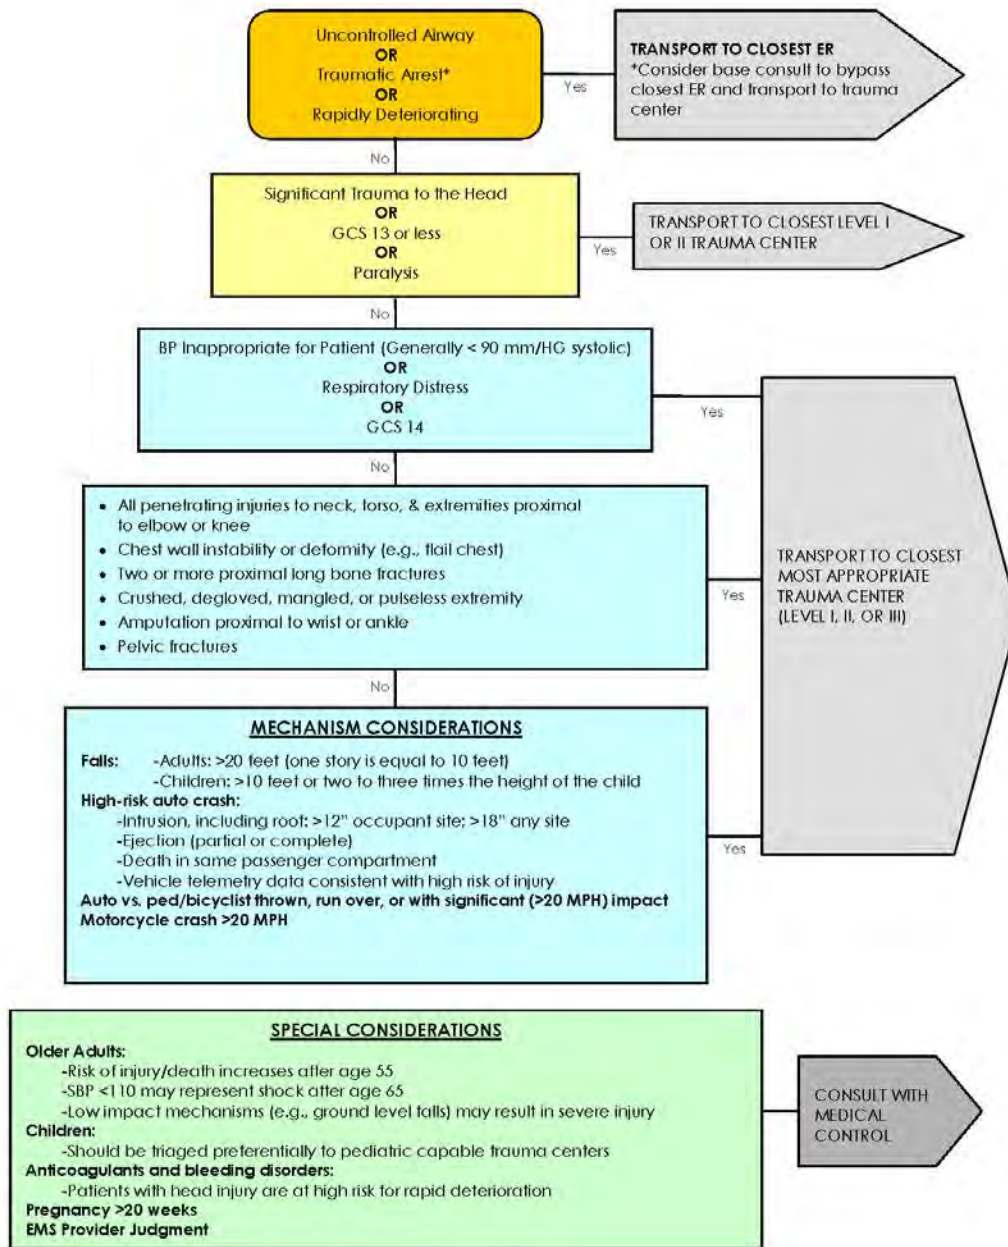 Uncontrolled Airway
OR
Traumatic Arrest*
OR
Rapidly Deteriorating
Yes
TRANSPORT TO CLOSEST ER
*Consider base consult to bypass
closest ER and transport to trauma
center
No
Significant Trauma to the Head
OR
GCS 13 or less
OR
Paralysis
Yes
TRANSPORT TO CLOSEST LEVEL I
OR II TRAUMA CENTER
No
BP Inappropriate for Patient (Generally < 90 mm/HG systolic)
OR
Respiratory Distress
OR
GCS 14
Yes
No
• All penetrating injuries to neck, torso, & extremities proximal
to elbow or knee
• Chest wall instability or deformity (e.g., flail chest)
• Two or more proximal long bone fractures
• Crushed, degloved, mangled, or pulseless extremity
• Amputation proximal to wrist or ankle
• Pelvic fractures
Yes
TRANSPORT TO CLOSEST
MOST APPROPRIATE
TRAUMA CENTER
(LEVEL I, II, OR III)
No
MECHANISM CONSIDERATIONS
Falls: -Adults: >20 feet (one story is equal to 10 feet)
-Children: >10 feet or two to three times the height of the child
High-risk auto crash:
-Intrusion, including roof: >12" occupant site; >18" any site
-Ejection (partial or complete)
-Death in same passenger compartment
-Vehicle telemetry data consistent with high risk of injury
Auto vs. ped/bicyclist thrown, run over, or with significant (>20 MPH) impact
Motorcycle crash >20 MPH
Yes
SPECIAL CONSIDERATIONS
Older Adults:
-Risk of injury/death increases after age 55
-SBP <110 may represent shock after age 65
-Low impact mechanisms (e.g., ground level falls) may result in severe injury
Children:
-Should be triaged preferentially to pediatric capable trauma centers
Anticoagulants and bleeding disorders:
-Patients with head injury are at high risk for rapid deterioration
Pregnancy >20 weeks
EMS Provider Judgment
CONSULT WITH
MEDICAL
CONTROL